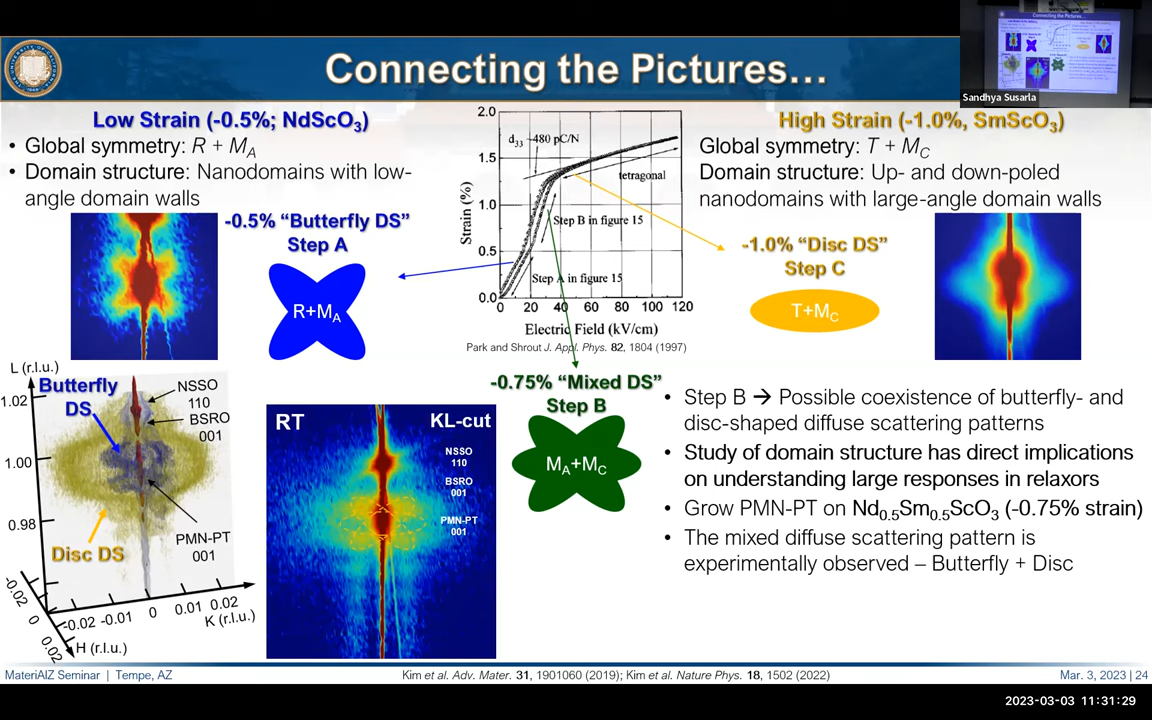 Connecting the Pictures…
Sandhya Susarla
Low Strain (-0.5%; NdScO3)
• Global symmetry: R + MA
• Domain structure: Nanodomains with low-
angle domain walls
-0.5% “Butterfly DS”
Step A
R+MA
2.0
1.5
1.0
0.5
0.0
Strain (%)
d33 ~480 pC/N
tetragonal
Step B in figure 15
Step A in figure 15
0 20 40 60 80 100 120
Electric Field (kV/cm)
Park and Shrout J. Appl. Phys. 82, 1804 (1997)
High Strain (-1.0%, SmScO3)
Global symmetry: T + MC
Domain structure: Up- and down-poled
nanodomains with large-angle domain walls
-1.0% “Disc DS”
Step C
T+MC
L (r.l.u.)
1.02
1.00
0.98
Butterfly
DS
NSSO
110
BSRO
001
PMN-PT
001
Disc DS
-0.02
0
0.02
H (r.l.u.)
-0.02 -0.01 0 0.01 0.02
K (r.l.u.)
RT
KL-cut
NSSO
110
BSRO
001
PMN-PT
001
-0.75% “Mixed DS”
Step B
MA+MC
• Step B → Possible coexistence of butterfly- and
disc-shaped diffuse scattering patterns
• Study of domain structure has direct implications
on understanding large responses in relaxors
• Grow PMN-PT on Nd0.5Sm0.5ScO3 (-0.75% strain)
• The mixed diffuse scattering pattern is
experimentally observed – Butterfly + Disc
MateriAlZ Seminar | Tempe, AZ
Kim et al. Adv. Mater. 31, 1901060 (2019); Kim et al. Nature Phys. 18, 1502 (2022)
Mar. 3, 2023 | 24
2023-03-03 11:31:29